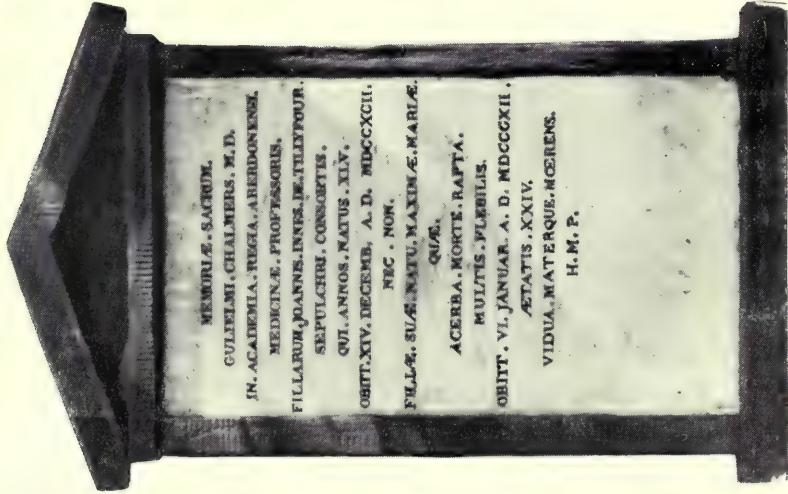 MEMORIÆ. SACRUM.
GULIELMI. CHALMERS. M.D.
IN. ACADEMIA. REGIA. ABERDONENSI.
MEDICINÆ. PROFESSORIS.
FILLARUM. JOANNIS. INNES. DE. TILLYFOUR.
SEPULCHRI. CONSORTIS.
QUI. ANNOS. NATUS. XLV.
OBIIT. XIV. DECEMB. A. D. MDCCXCII.
NEC. NON.
FILLÆ. SUÆ. NATU. MAXIMÆ. MARIÆ.
QUÆ.
ACERBA. MORTE. RAPTA.
MULTIS. FLEBILIS.
OBIIT. VI. JANUAR. A. D. MDCCCXII.
ÆTATIS. XXIV.
VIDUA. MATERQUE. MŒRENS.
H. M. P.